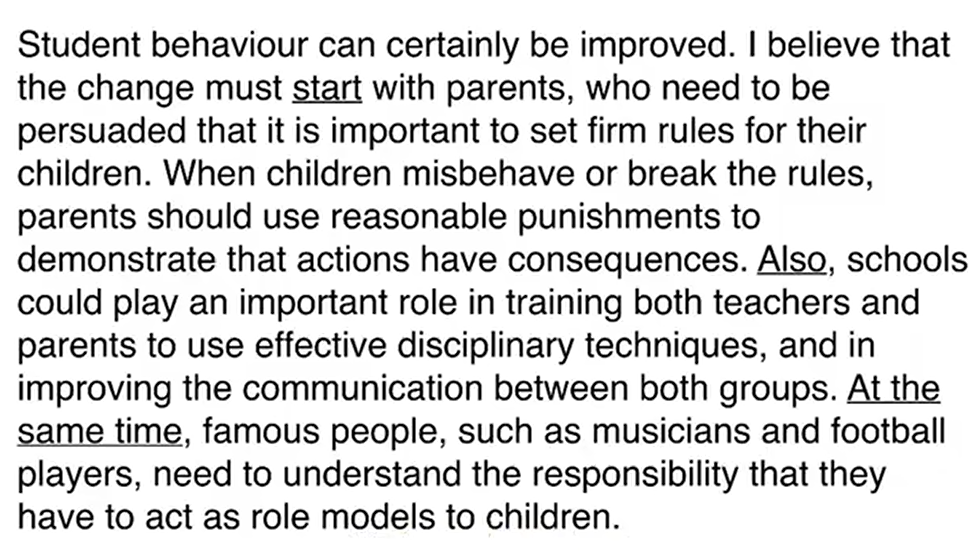 Student behaviour can certainly be improved. I believe that
the change must start with parents, who need to be
persuaded that it is important to set firm rules for their
children. When children misbehave or break the rules,
parents should use reasonable punishments to
demonstrate that actions have consequences. Also, schools
could play an important role in training both teachers and
parents to use effective disciplinary techniques, and in
improving the communication between both groups. At the
same time, famous people, such as musicians and football
players, need to understand the responsibility that they
have to act as role models to children.